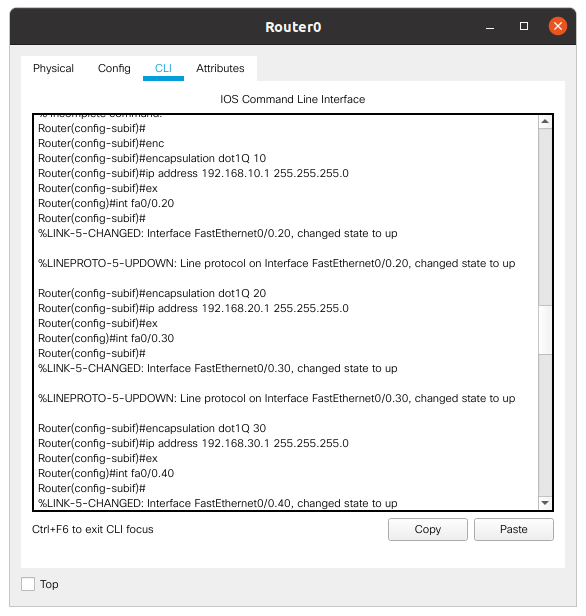 Router0
Physical Config CLI Attributes
IOS Command Line Interface
% Incomplete command.
Router(config-subif)#
Router(config-subif)#enc
Router(config-subif)#encapsulation dot1Q 10
Router(config-subif)#ip address 192.168.10.1 255.255.255.0
Router(config-subif)#ex
Router(config)#int fa0/0.20
Router(config-subif)#
%LINK-5-CHANGED: Interface FastEthernet0/0.20, changed state to up
%LINEPROTO-5-UPDOWN: Line protocol on Interface FastEthernet0/0.20, changed state to up
Router(config-subif)#encapsulation dot1Q 20
Router(config-subif)#ip address 192.168.20.1 255.255.255.0
Router(config-subif)#ex
Router(config)#int fa0/0.30
Router(config-subif)#
%LINK-5-CHANGED: Interface FastEthernet0/0.30, changed state to up
%LINEPROTO-5-UPDOWN: Line protocol on Interface FastEthernet0/0.30, changed state to up
Router(config-subif)#encapsulation dot1Q 30
Router(config-subif)#ip address 192.168.30.1 255.255.255.0
Router(config-subif)#ex
Router(config)#int fa0/0.40
Router(config-subif)#
%LINK-5-CHANGED: Interface FastEthernet0/0.40, changed state to up
Ctrl+F6 to exit CLI focus
Copy Paste
Top